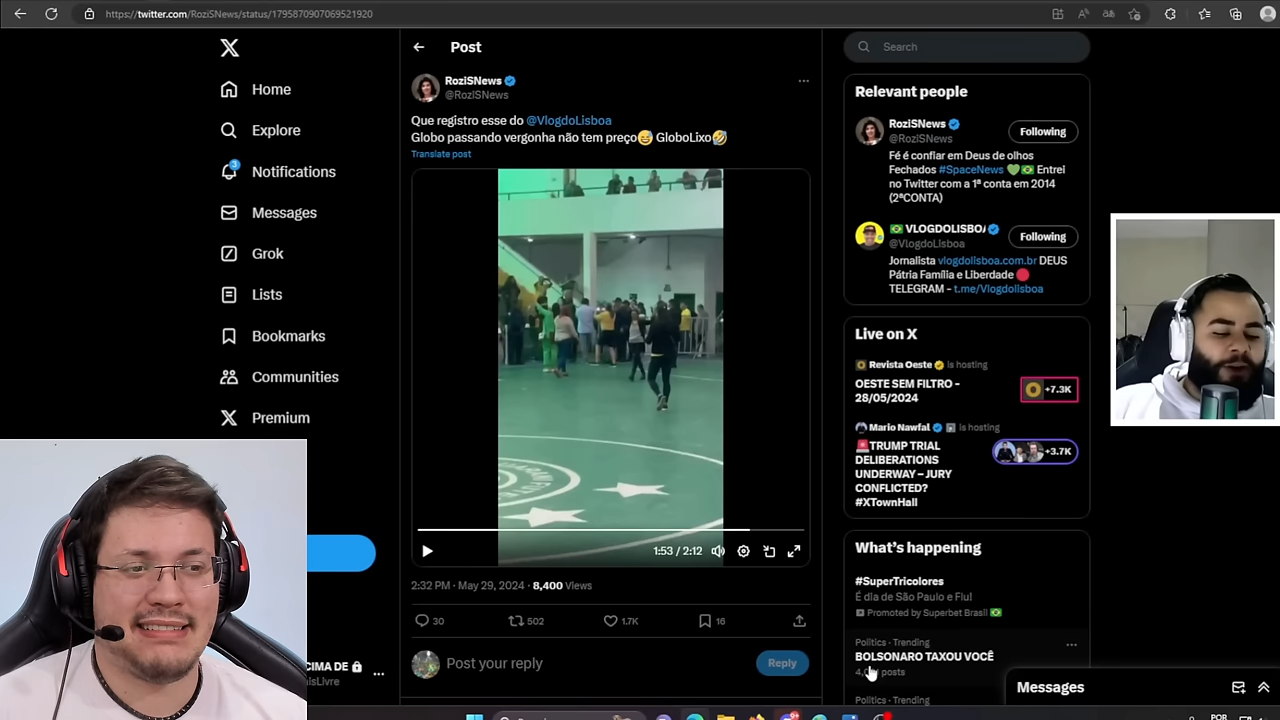 https://twitter.com/RoziSNews/status/1795870907069521920
Home
Explore
3
Notifications
Messages
Grok
Lists
Bookmarks
Communities
Premium
CIMA DE
nisLivre
Post
RoziSNews
@RoziSNews
Que registro esse do @VlogdoLisboa
Globo passando vergonha não tem preço😅 GloboLixo🤣
Translate post
1:53 / 2:12
2:32 PM · May 29, 2024 · 8,400 Views
30
502
1.7K
16
Post your reply
Reply
Search
Relevant people
RoziSNews
@RoziSNews
Following
Fé é confiar em Deus de olhos
Fechados #SpaceNews 💚🇧🇷 Entrei
no Twitter com a 1ª conta em 2014
(2ªCONTA)
🇧🇷 VLOGDOLISBOA
@VlogdoLisboa
Following
Jornalista vlogdolisboa.com.br DEUS
Pátria Família e Liberdade 🔴
TELEGRAM - t.me/Vlogdolisboa
Live on X
Revista Oeste is hosting
OESTE SEM FILTRO -
28/05/2024
+7.3K
Mario Nawfal is hosting
🚨TRUMP TRIAL
DELIBERATIONS
UNDERWAY – JURY
CONFLICTED?
#XTownHall
+3.7K
What's happening
#SuperTricolores
É dia de São Paulo e Flu!
Promoted by Superbet Brasil 🇧🇷
Politics · Trending
BOLSONARO TAXOU VOCÊ
posts
Politics · Trending
Messages
POR